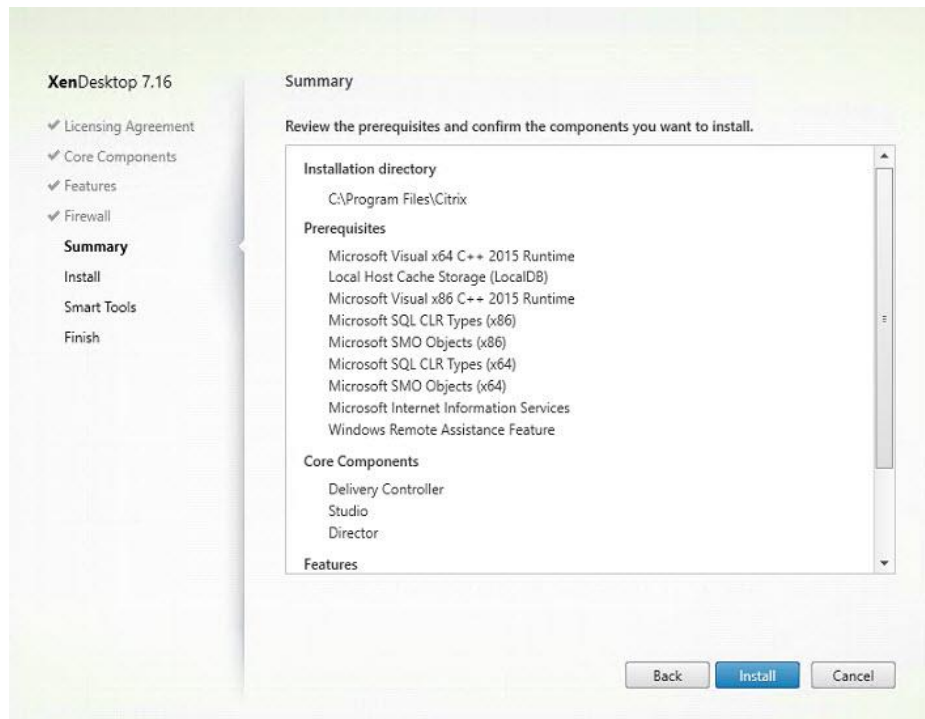 XenDesktop 7.16
Licensing Agreement
Core Components
Features
Firewall
Summary
Install
Smart Tools
Finish
Summary
Review the prerequisites and confirm the components you want to install.
Installation directory
C:\Program Files\Citrix
Prerequisites
Microsoft Visual x64 C++ 2015 Runtime
Local Host Cache Storage (LocalDB)
Microsoft Visual x86 C++ 2015 Runtime
Microsoft SQL CLR Types (x86)
Microsoft SMO Objects (x86)
Microsoft SQL CLR Types (x64)
Microsoft SMO Objects (x64)
Microsoft Internet Information Services
Windows Remote Assistance Feature
Core Components
Delivery Controller
Studio
Director
Features
Back Install Cancel